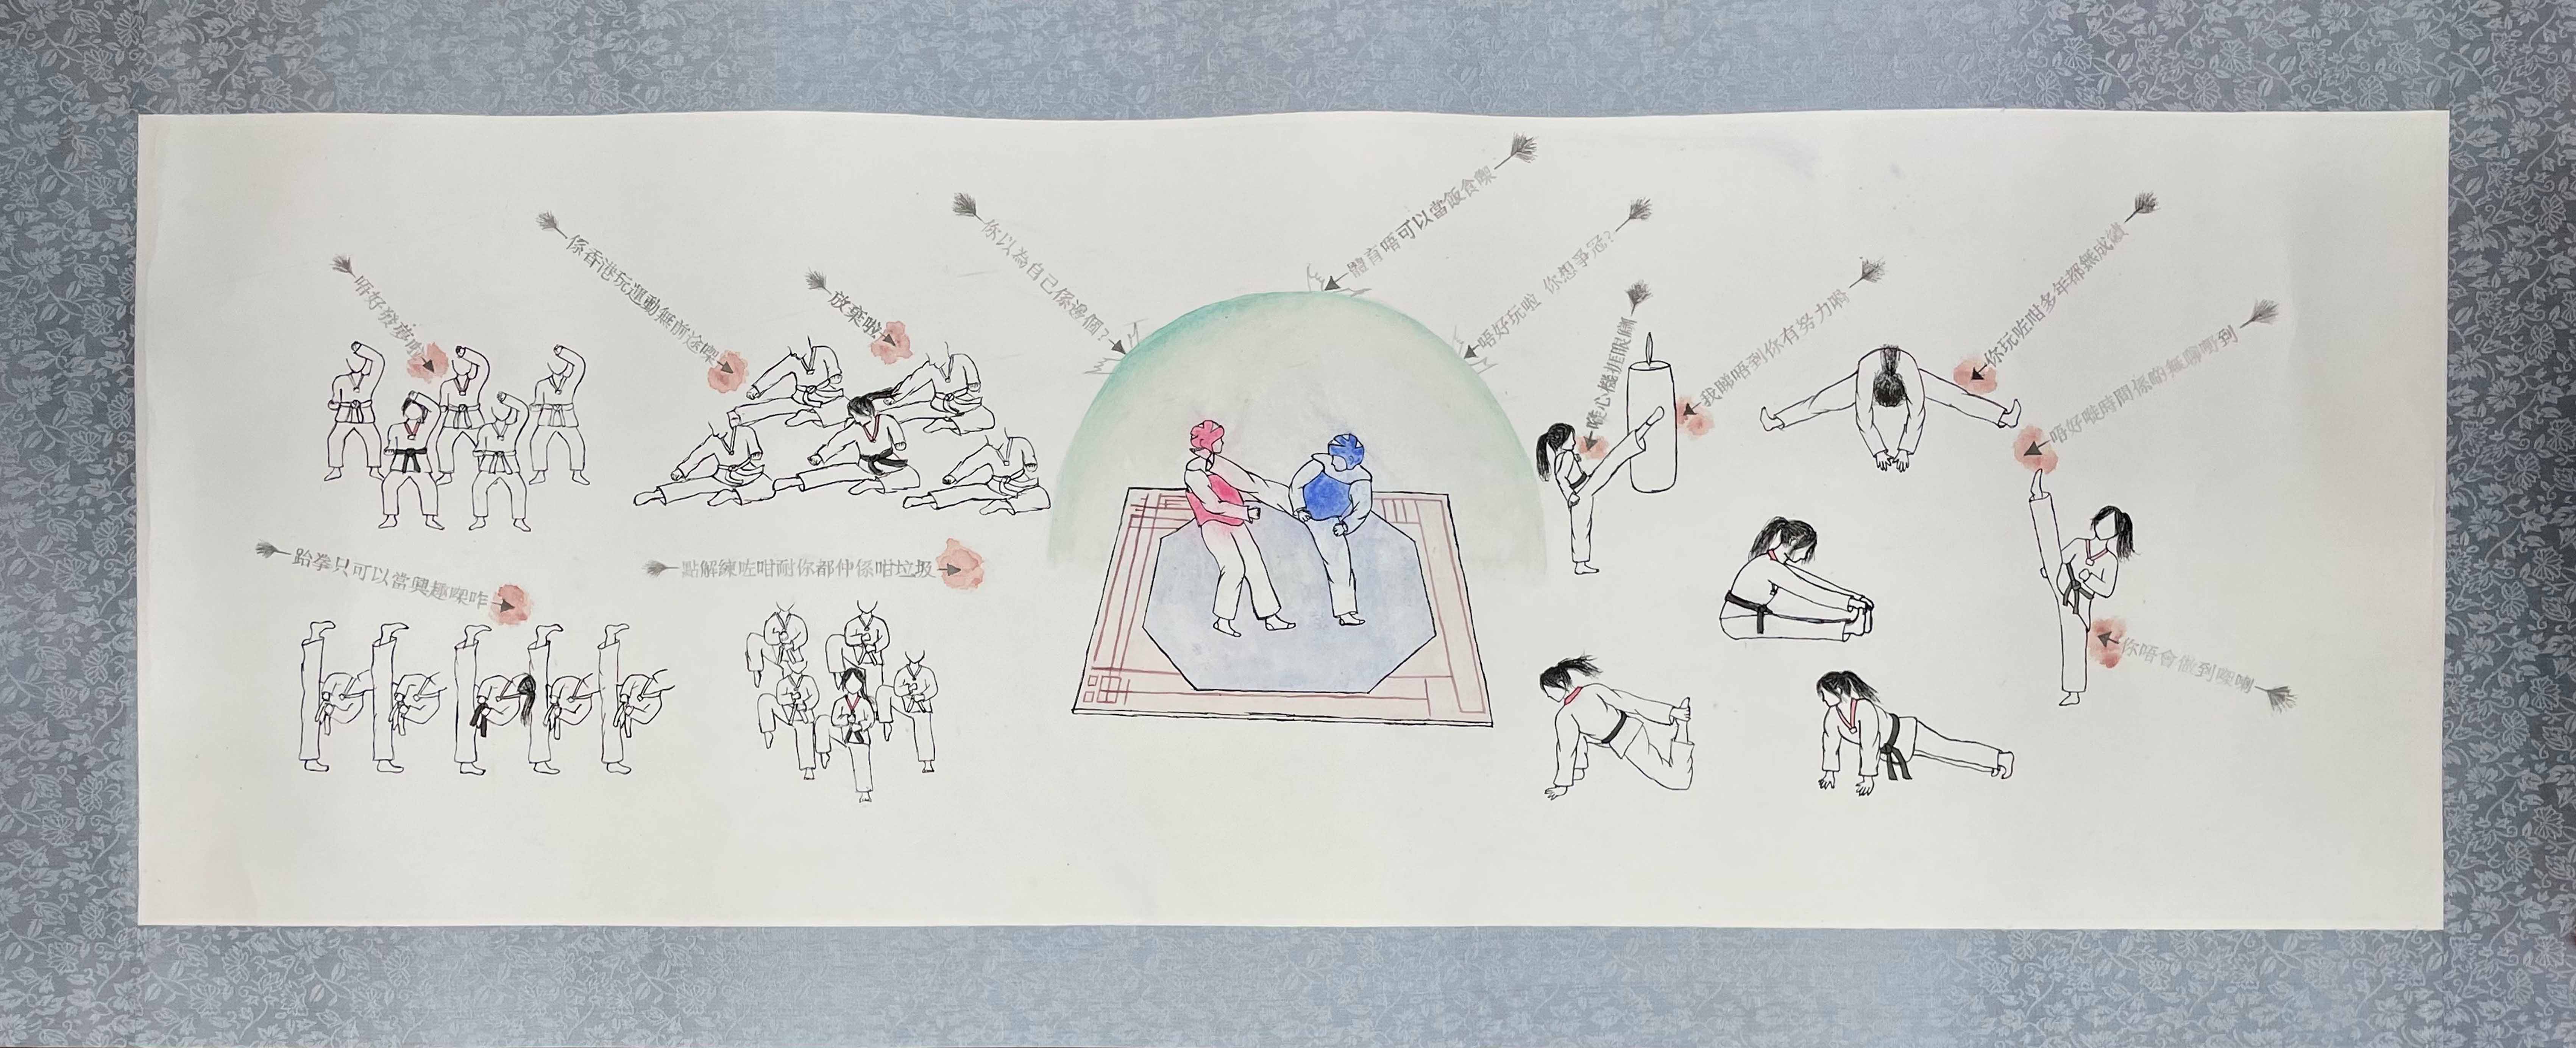 唔好發夢啦
係香港玩運動無前途㗎
放棄啦
你以為自己係邊個?
體育唔可以當飯食㗎
唔好玩啦 你想爭冠?
嘥心機捱眼瞓
我睇唔到你有努力喎
你玩咗咁多年都無成績
唔好嘥時間係啲無聊嘢到
跆拳只可以當興趣㗎咋
點解練咗咁耐你都仲係咁垃圾
你唔會做到㗎喇